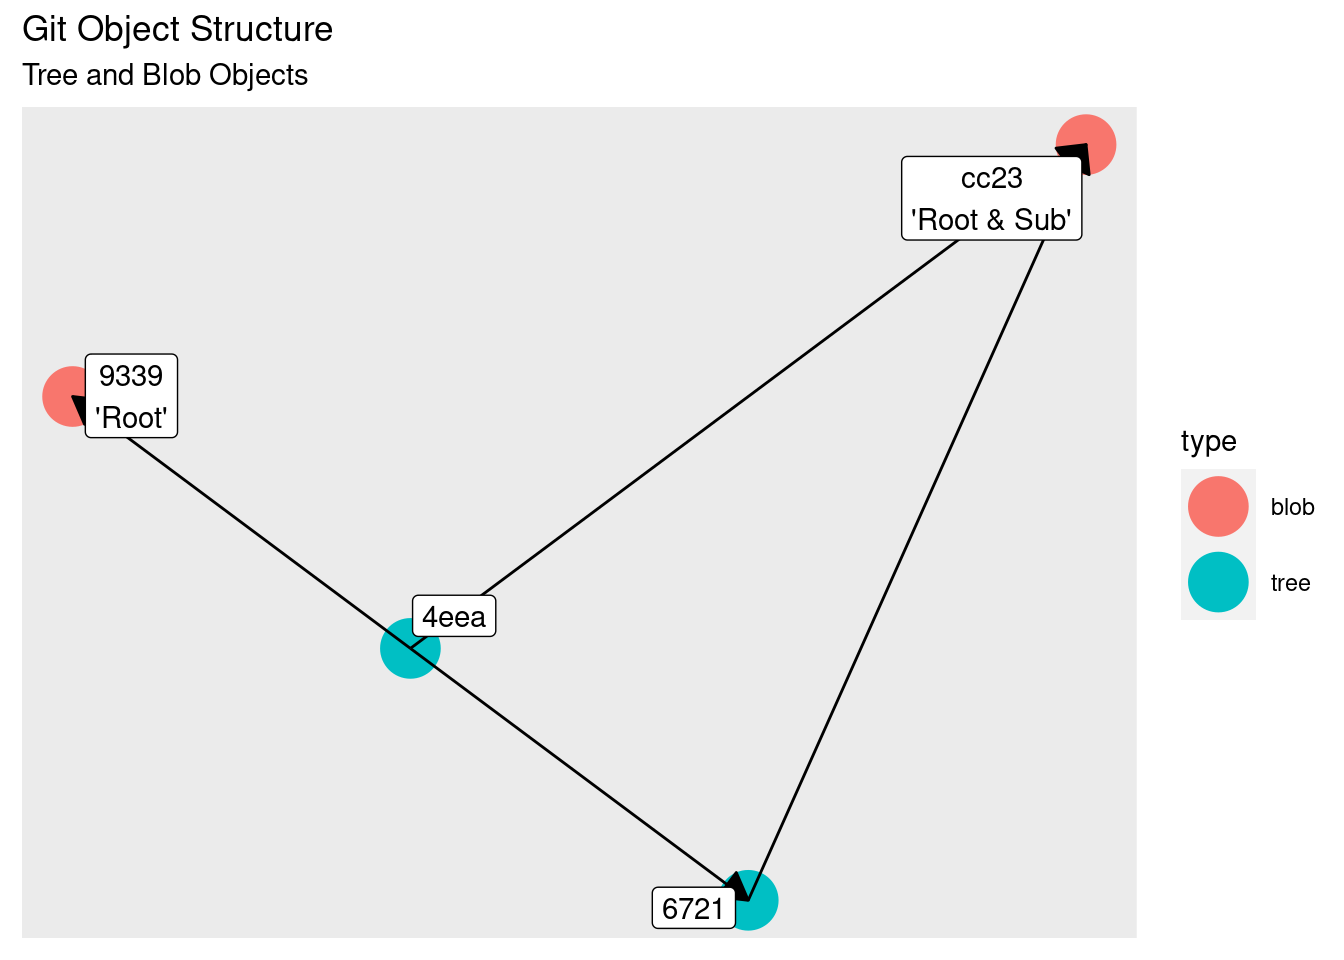 Git Object Structure
Tree and Blob Objects
cc23
'Root & Sub'
9339
'Root'
4eea
6721
type
blob
tree